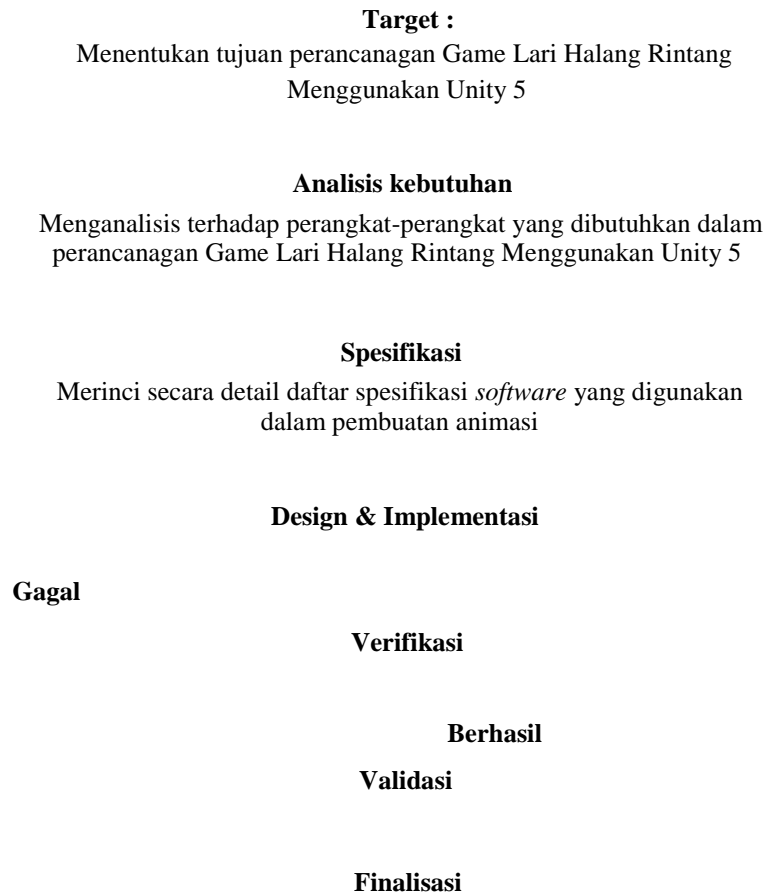 Target :
Menentukan tujuan perancanagan Game Lari Halang Rintang
Menggunakan Unity 5
Analisis kebutuhan
Menganalisis terhadap perangkat-perangkat yang dibutuhkan dalam
perancanagan Game Lari Halang Rintang Menggunakan Unity 5
Spesifikasi
Merinci secara detail daftar spesifikasi software yang digunakan
dalam pembuatan animasi
Design & Implementasi
Gagal
Verifikasi
Berhasil
Validasi
Finalisasi